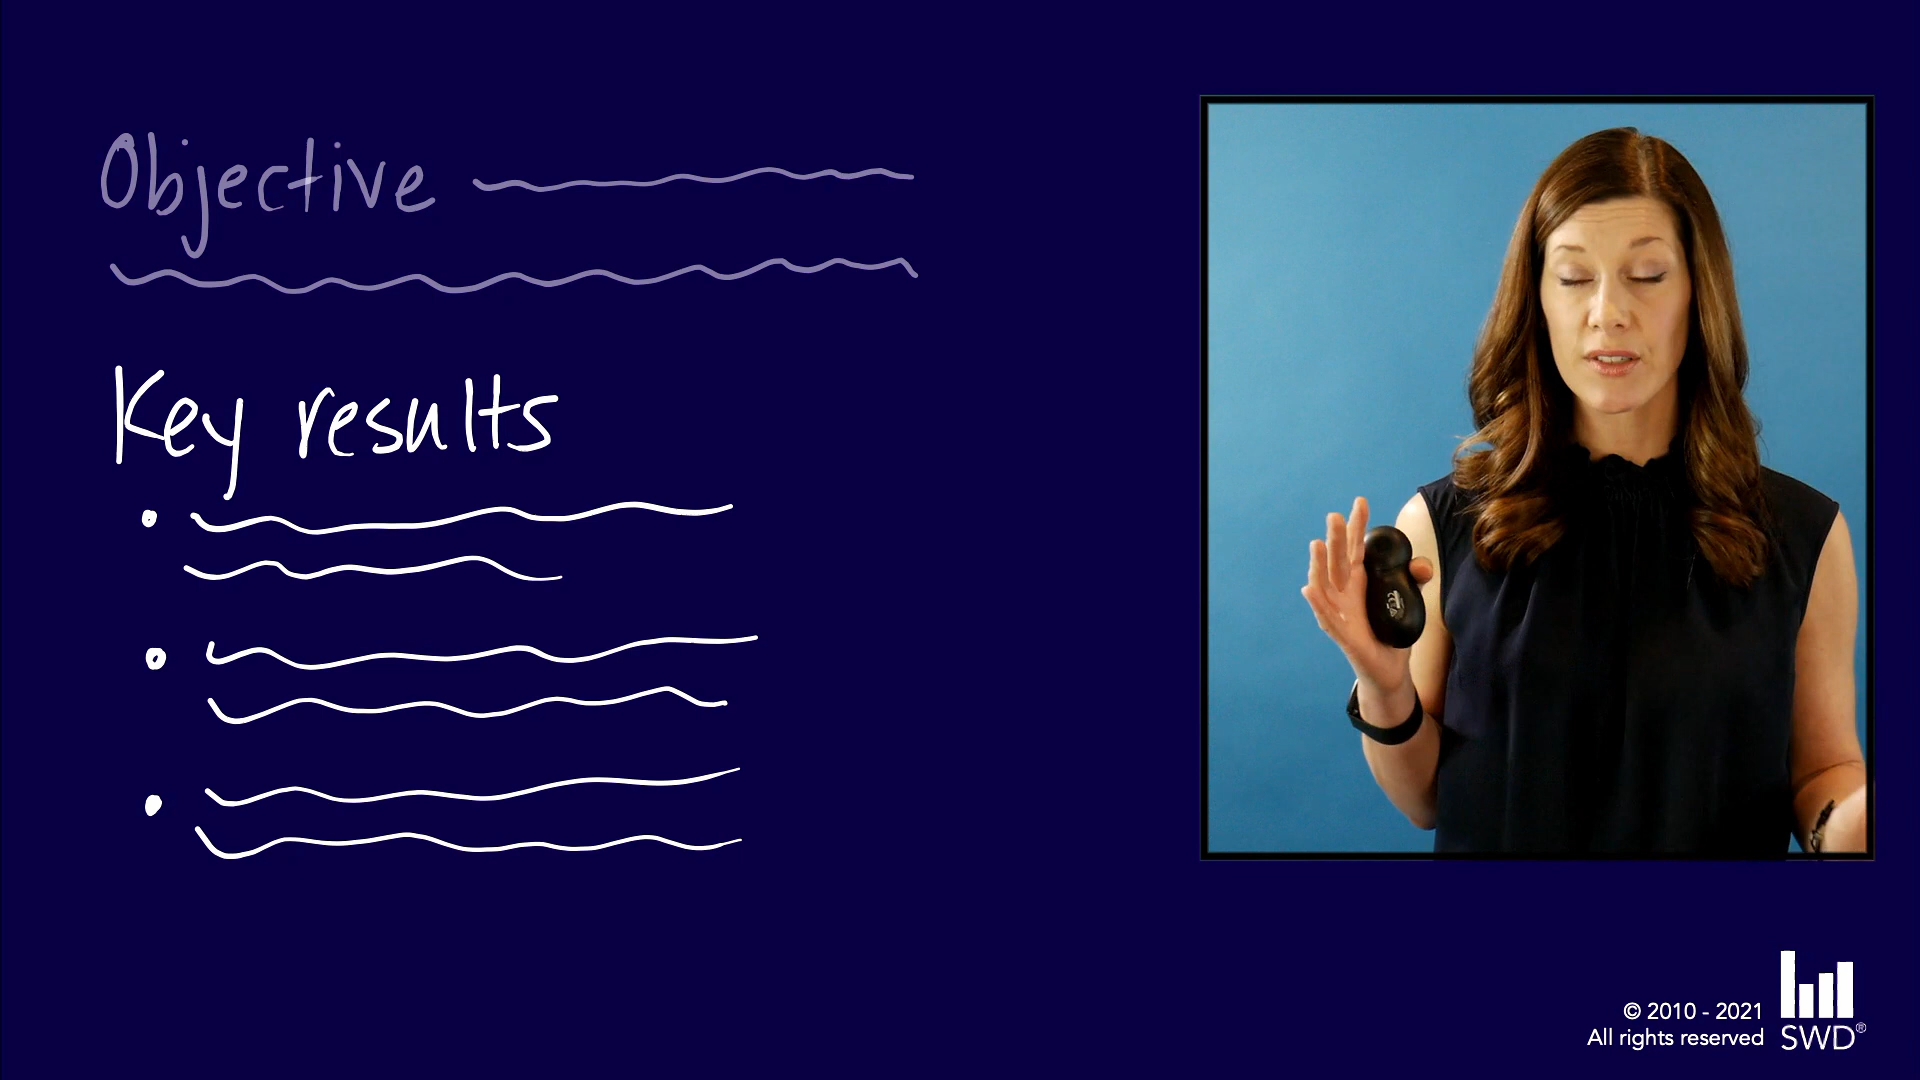 Objective
Key results
© 2010 - 2021
All rights reserved
SWD®